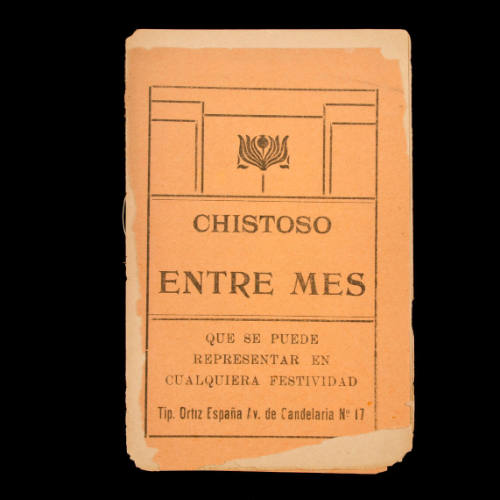 CHISTOSO
ENTRE MES
QUE SE PUEDE
REPRESENTAR EN
CUALQUIERA FESTIVIDAD
Tip. Ortiz España Av. de Candelaria Nº 17